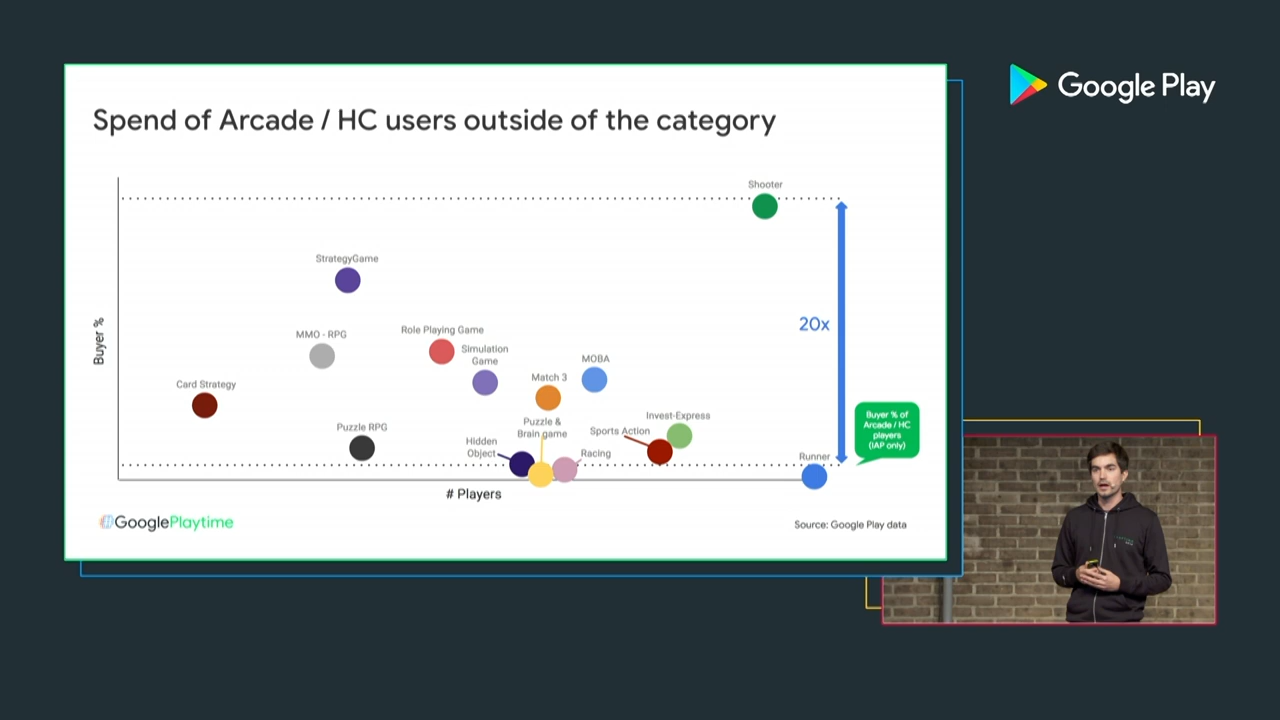 Google Play
Spend of Arcade / HC users outside of the category
Shooter
StrategyGame
20x
MMO - RPG
Role Playing Game
Simulation
Game
MOBA
Match 3
Card Strategy
Buyer %
Puzzle RPG
Puzzle &
Brain game
Invest-Express
Sports Action
Hidden
Object
Racing
Runner
Buyer % of
Arcade / HC
players
(IAP only)
# Players
#GooglePlaytime
Source: Google Play data